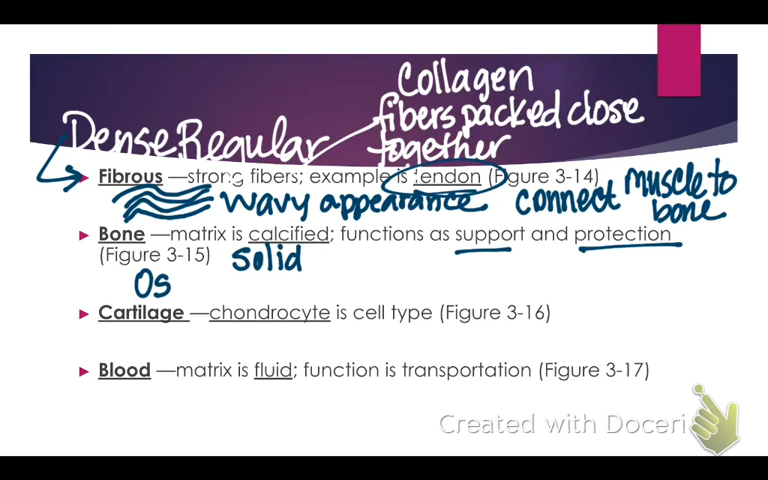 Collagen
fibers packed close
together
Dense Regular
Fibrous —strong fibers; example is tendon (Figure 3-14)
wavy appearance connect muscle to
bone
Bone —matrix is calcified; functions as support and protection
(Figure 3-15) solid
Os
Cartilage —chondrocyte is cell type (Figure 3-16)
Blood —matrix is fluid; function is transportation (Figure 3-17)
Created with Doceri